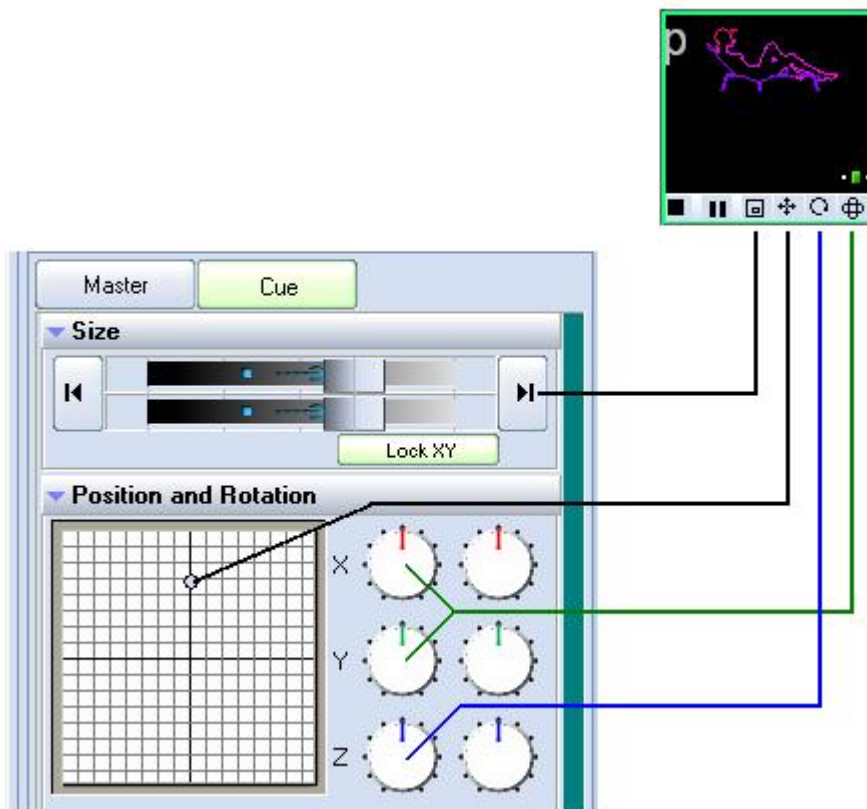 p
Master Cue
Size
Lock XY
Position and Rotation
X
Y
Z